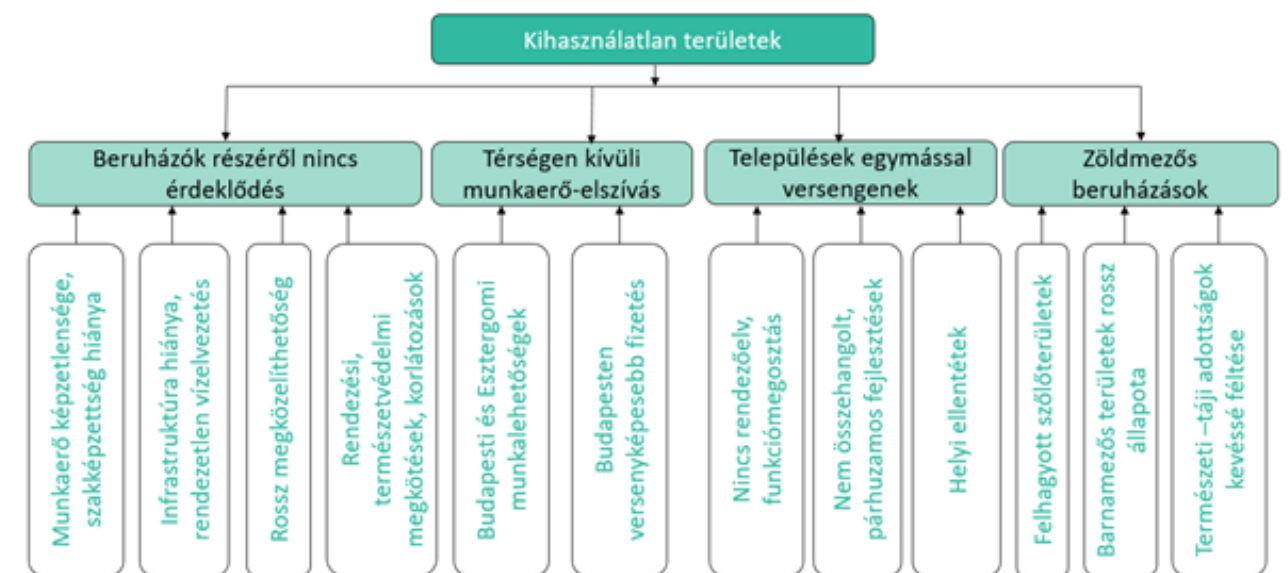 Kihasználatlan területek
Beruházók részéről nincs
érdeklődés
Térségen kívüli
munkaerő-elszívás
Települések egymással
versengenek
Zöldmezős
beruházások
Munkaerő képzetlensége,
szakképzettség hiánya
Infrastruktúra hiánya,
rendezetlen vízelvezetés
Rossz megközelíthetőség
Rendezési,
természetvédelmi
megkötések, korlátozások
Budapesti és Esztergomi
munkalehetőségek
Budapesten
versenyképesebb fizetés
Nincs rendezőelv,
funkciómegosztás
Nem összehangolt,
párhuzamos fejlesztések
Helyi ellentétek
Felhagyott szőlőterületek
Barnamezős területek rossz
állapota
Természeti –táji adottságok
kevéssé féltése